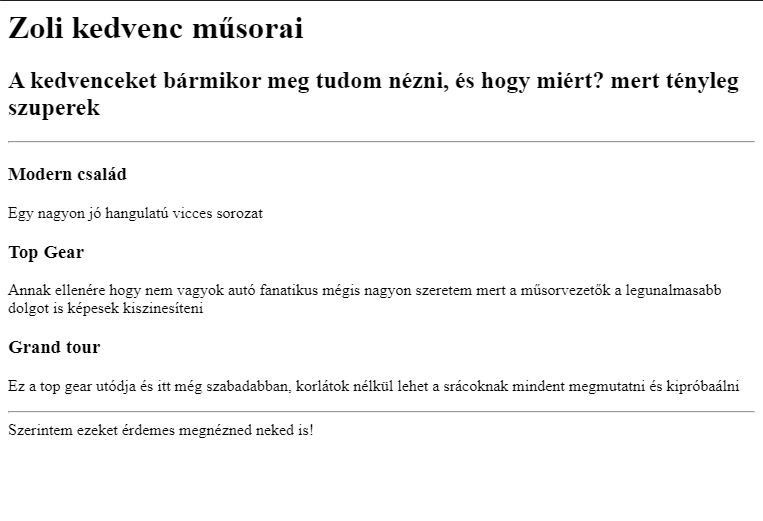 Zoli kedvenc műsorai
A kedvenceket bármikor meg tudom nézni, és hogy miért? mert tényleg
szuperek
Modern család
Egy nagyon jó hangulatú vicces sorozat
Top Gear
Annak ellenére hogy nem vagyok autó fanatikus mégis nagyon szeretem mert a műsorvezetők a legunalmasabb
dolgot is képesek kiszinesíteni
Grand tour
Ez a top gear utódja és itt még szabadabban, korlátok nélkül lehet a srácoknak mindent megmutatni és kipróbaálni
Szerintem ezeket érdemes megnézned neked is!